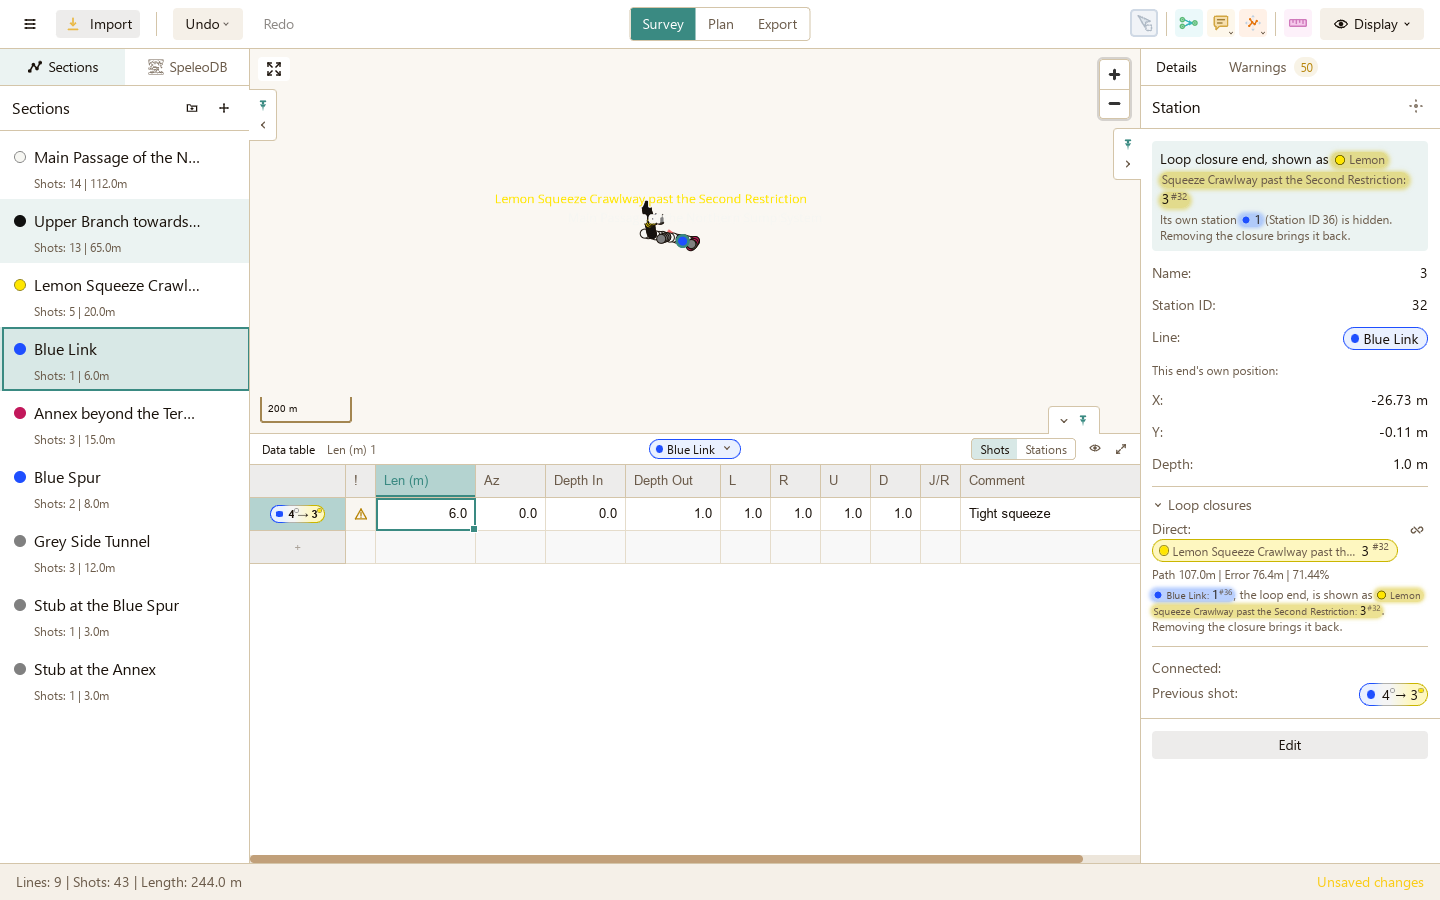 Import
Undo
Redo
Survey
Plan
Export
Display
Sections
SpeleoDB
Details
Warnings 50
Sections
Main Passage of the N...
Shots: 14 | 112.0m
Upper Branch towards...
Shots: 13 | 65.0m
Lemon Squeeze Crawl...
Shots: 5 | 20.0m
Blue Link
Shots: 1 | 6.0m
Annex beyond the Ter...
Shots: 3 | 15.0m
Blue Spur
Shots: 2 | 8.0m
Grey Side Tunnel
Shots: 3 | 12.0m
Stub at the Blue Spur
Shots: 1 | 3.0m
Stub at the Annex
Shots: 1 | 3.0m
Lemon Squeeze Crawlway past the Second Restriction
200 m
Data table Len (m) 1
Blue Link
Shots Stations
! Len (m) Az Depth In Depth Out L R U D J/R Comment
4→3 6.0 0.0 0.0 1.0 1.0 1.0 1.0 1.0 Tight squeeze
+
Station
Loop closure end, shown as Lemon
Squeeze Crawlway past the Second Restriction:
3 #32
Its own station 1 (Station ID 36) is hidden.
Removing the closure brings it back.
Name: 3
Station ID: 32
Line: Blue Link
This end's own position:
X: -26.73 m
Y: -0.11 m
Depth: 1.0 m
Loop closures
Direct:
Lemon Squeeze Crawlway past th... 3 #32
Path 107.0m | Error 76.4m | 71.44%
Blue Link: 1#36, the loop end, is shown as Lemon
Squeeze Crawlway past the Second Restriction: 3#32.
Removing the closure brings it back.
Connected:
Previous shot: 4→3
Edit
Lines: 9 | Shots: 43 | Length: 244.0 m
Unsaved changes